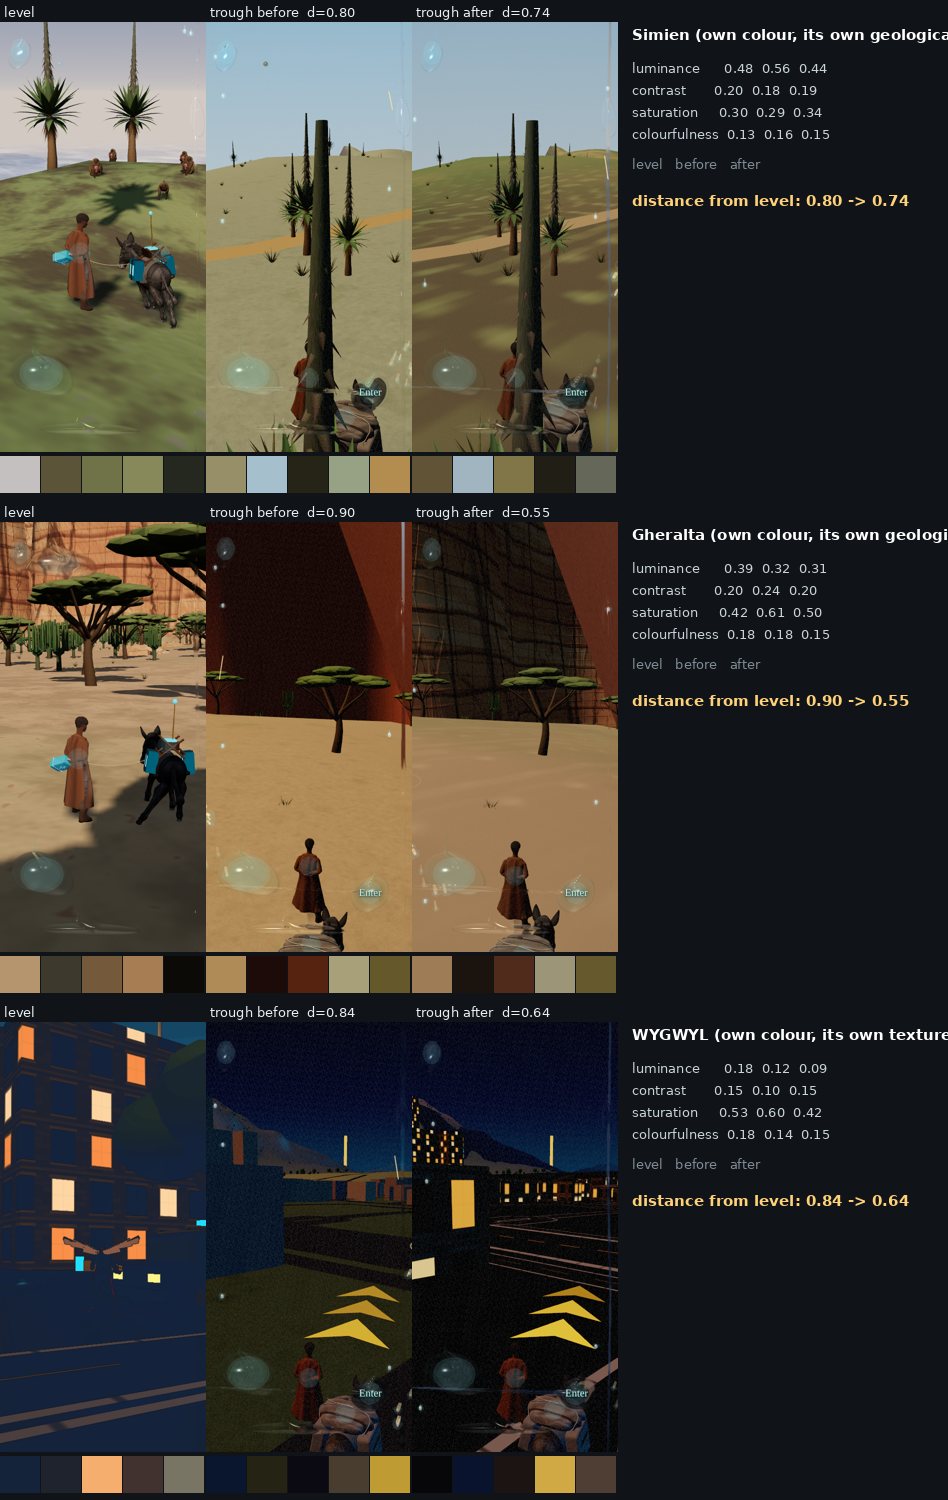 level
trough before d=0.80
trough after d=0.74
Simien (own colour, its own geologica
luminance 0.48 0.56 0.44
contrast 0.20 0.18 0.19
saturation 0.30 0.29 0.34
colourfulness 0.13 0.16 0.15
level before after
distance from level: 0.80 -> 0.74
Enter
Enter
level
trough before d=0.90
trough after d=0.55
Gheralta (own colour, its own geologi
luminance 0.39 0.32 0.31
contrast 0.20 0.24 0.20
saturation 0.42 0.61 0.50
colourfulness 0.18 0.18 0.15
level before after
distance from level: 0.90 -> 0.55
Enter
Enter
level
trough before d=0.84
trough after d=0.64
WYGWYL (own colour, its own texture
luminance 0.18 0.12 0.09
contrast 0.15 0.10 0.15
saturation 0.53 0.60 0.42
colourfulness 0.18 0.14 0.15
level before after
distance from level: 0.84 -> 0.64
Enter
Enter